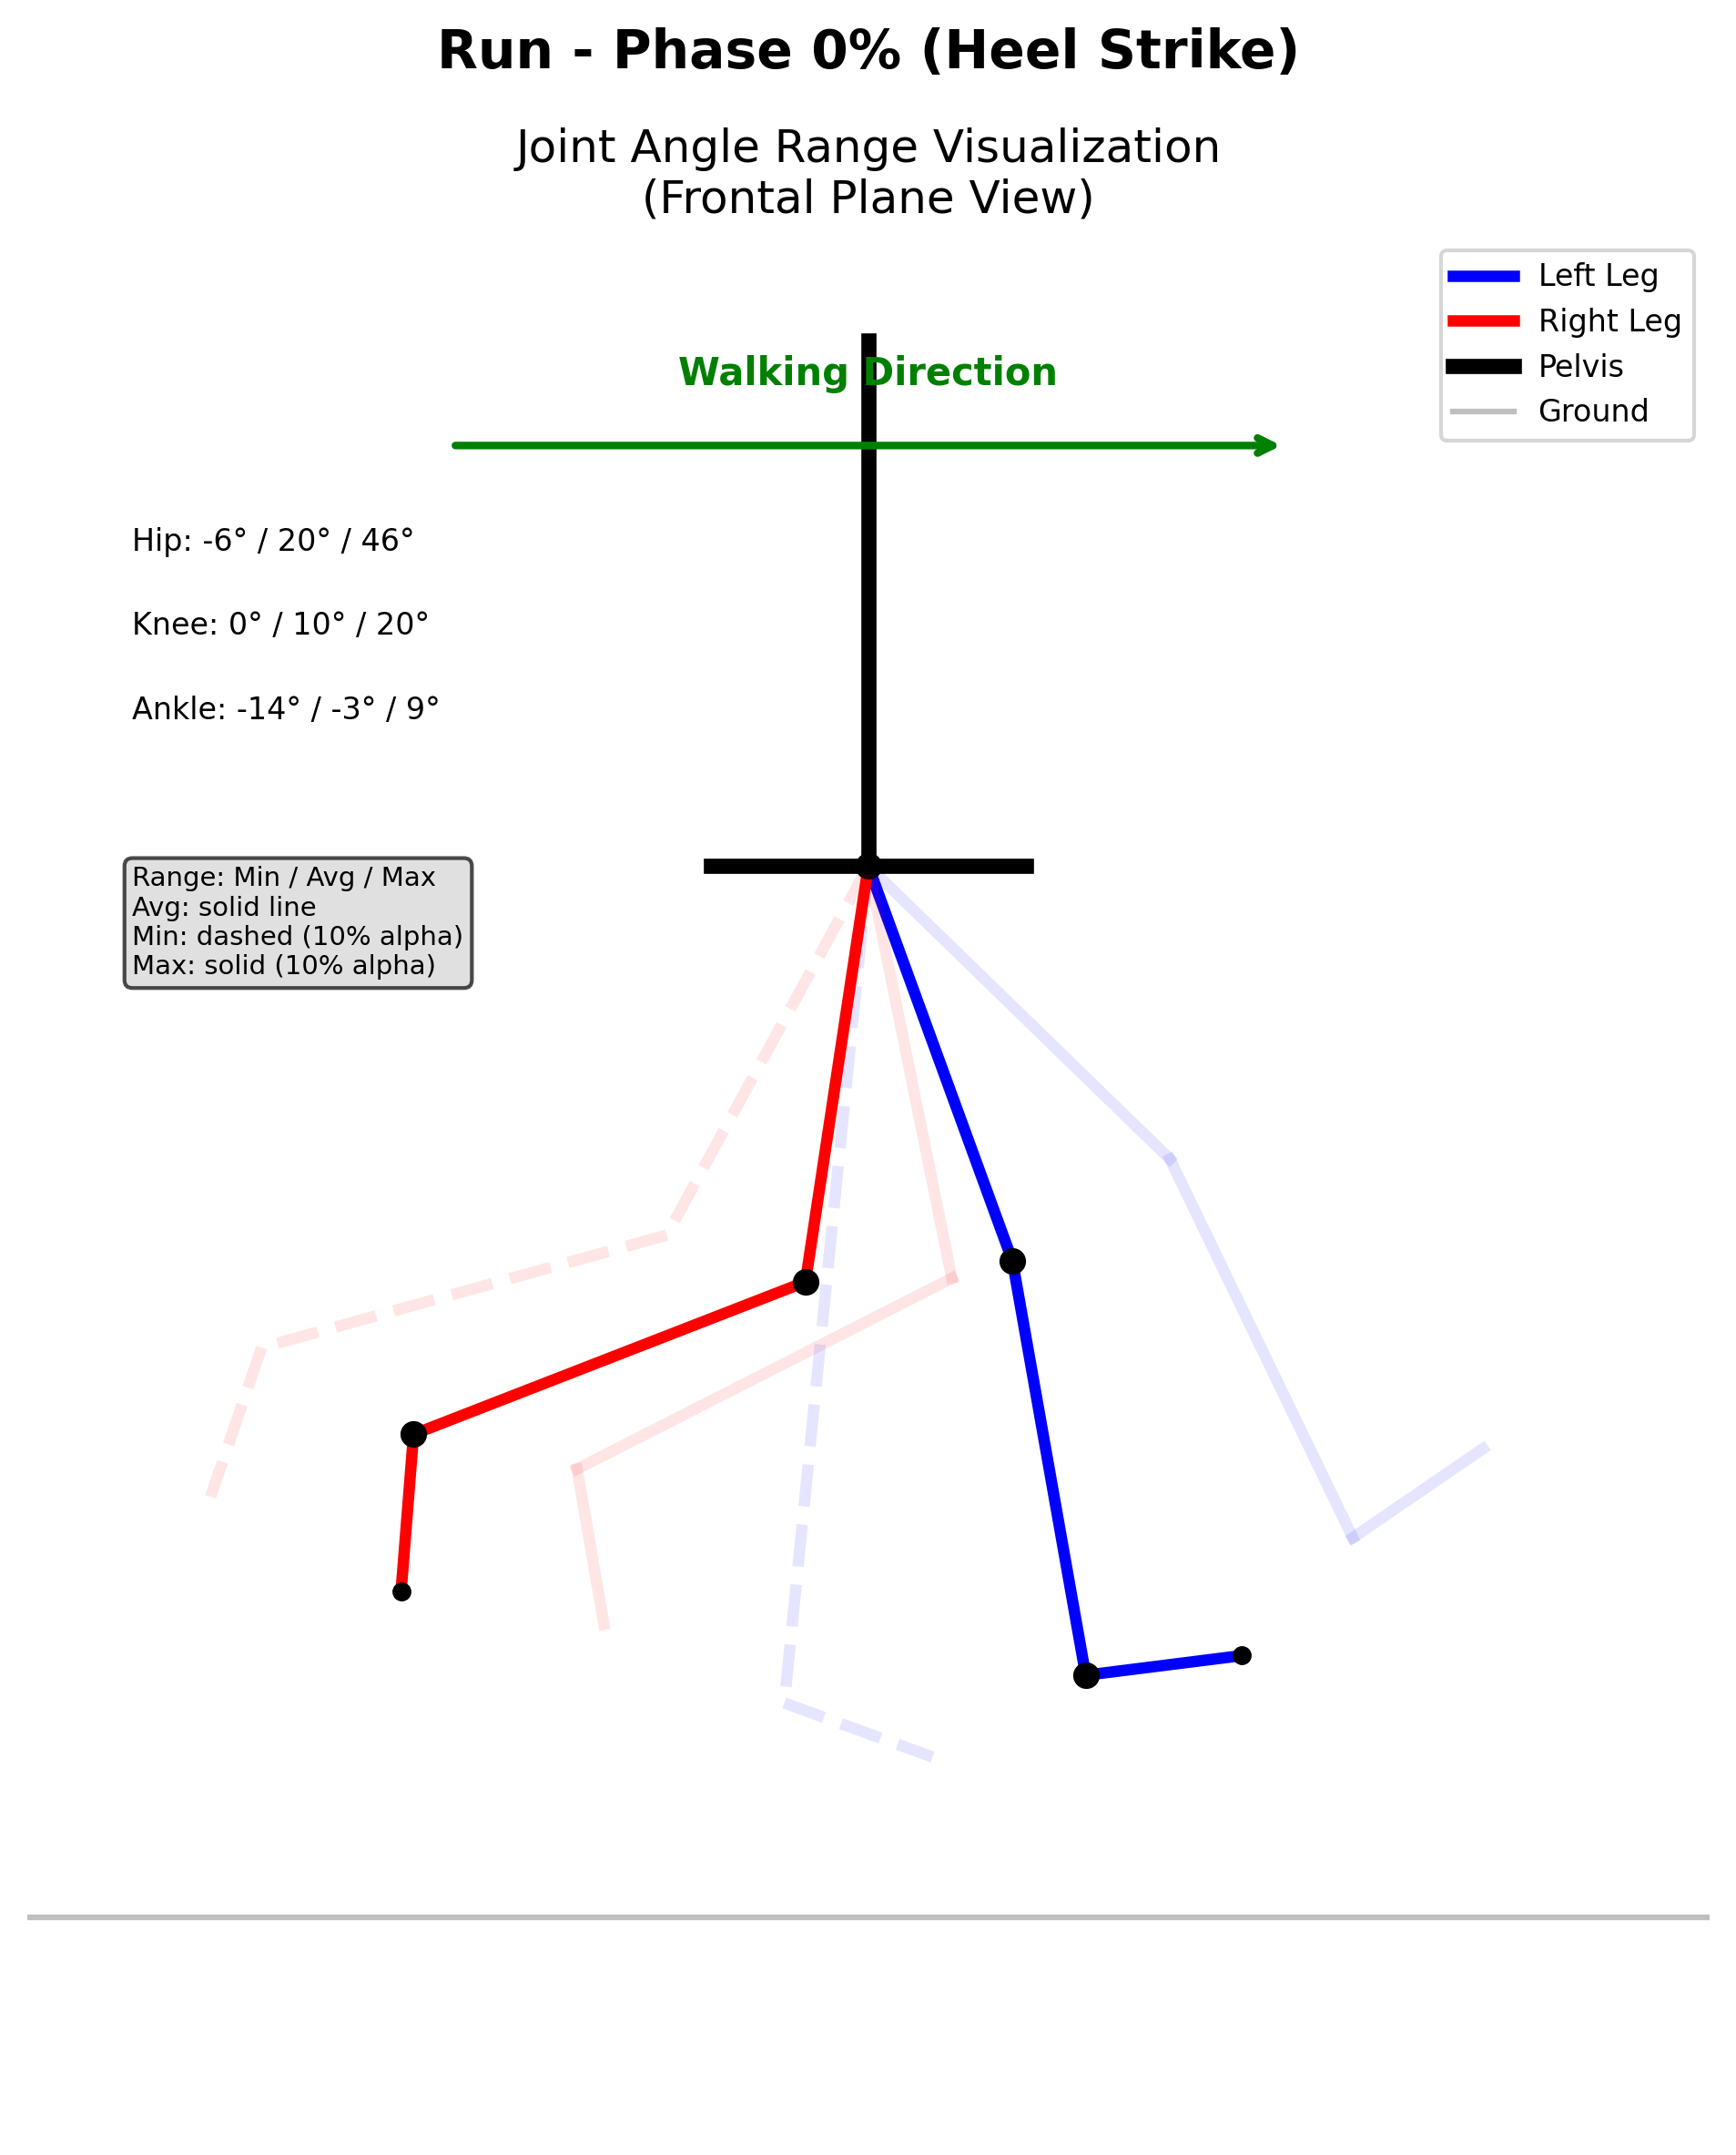 Run - Phase 0% (Heel Strike)
Joint Angle Range Visualization
(Frontal Plane View)
Left Leg
Right Leg
Pelvis
Ground
Walking Direction
Hip: -6° / 20° / 46°
Knee: 0° / 10° / 20°
Ankle: -14° / -3° / 9°
Range: Min / Avg / Max
Avg: solid line
Min: dashed (10% alpha)
Max: solid (10% alpha)